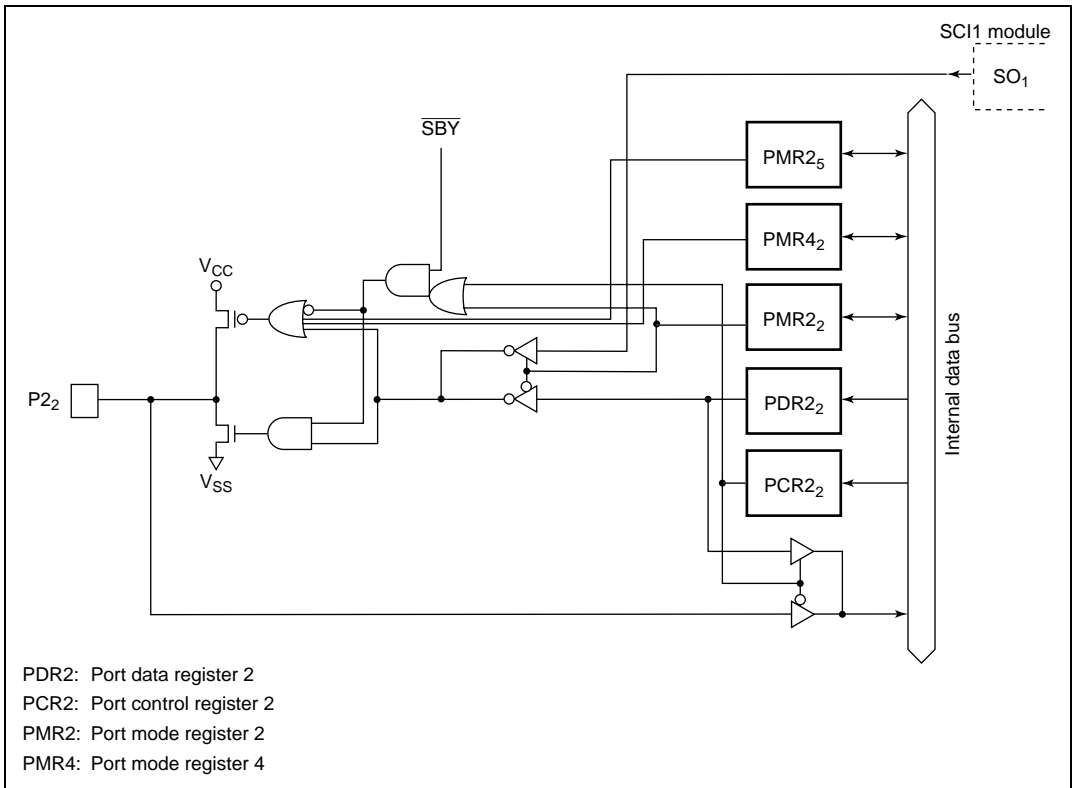 SCI1 module
SO1
SBY
PMR25
PMR42
VCC
PMR22
P22
PDR22
Internal data bus
VSS
PCR22
PDR2: Port data register 2
PCR2: Port control register 2
PMR2: Port mode register 2
PMR4: Port mode register 4